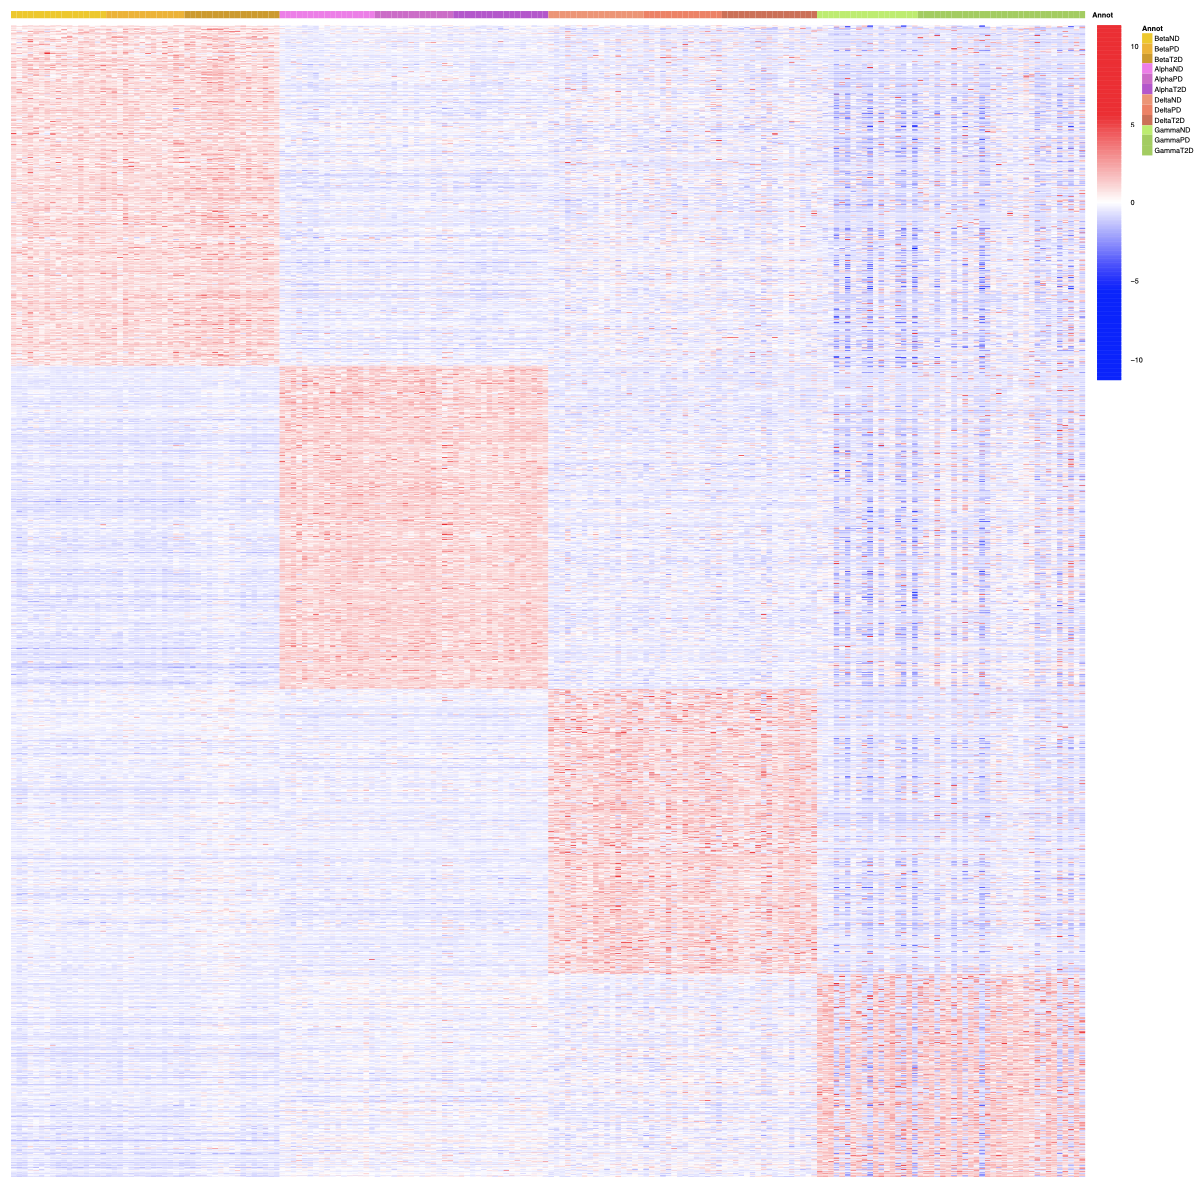 Annot
10
5
0
−5
−10
Annot
BetaND
BetaPD
BetaT2D
AlphaND
AlphaPD
AlphaT2D
DeltaND
DeltaPD
DeltaT2D
GammaND
GammaPD
GammaT2D